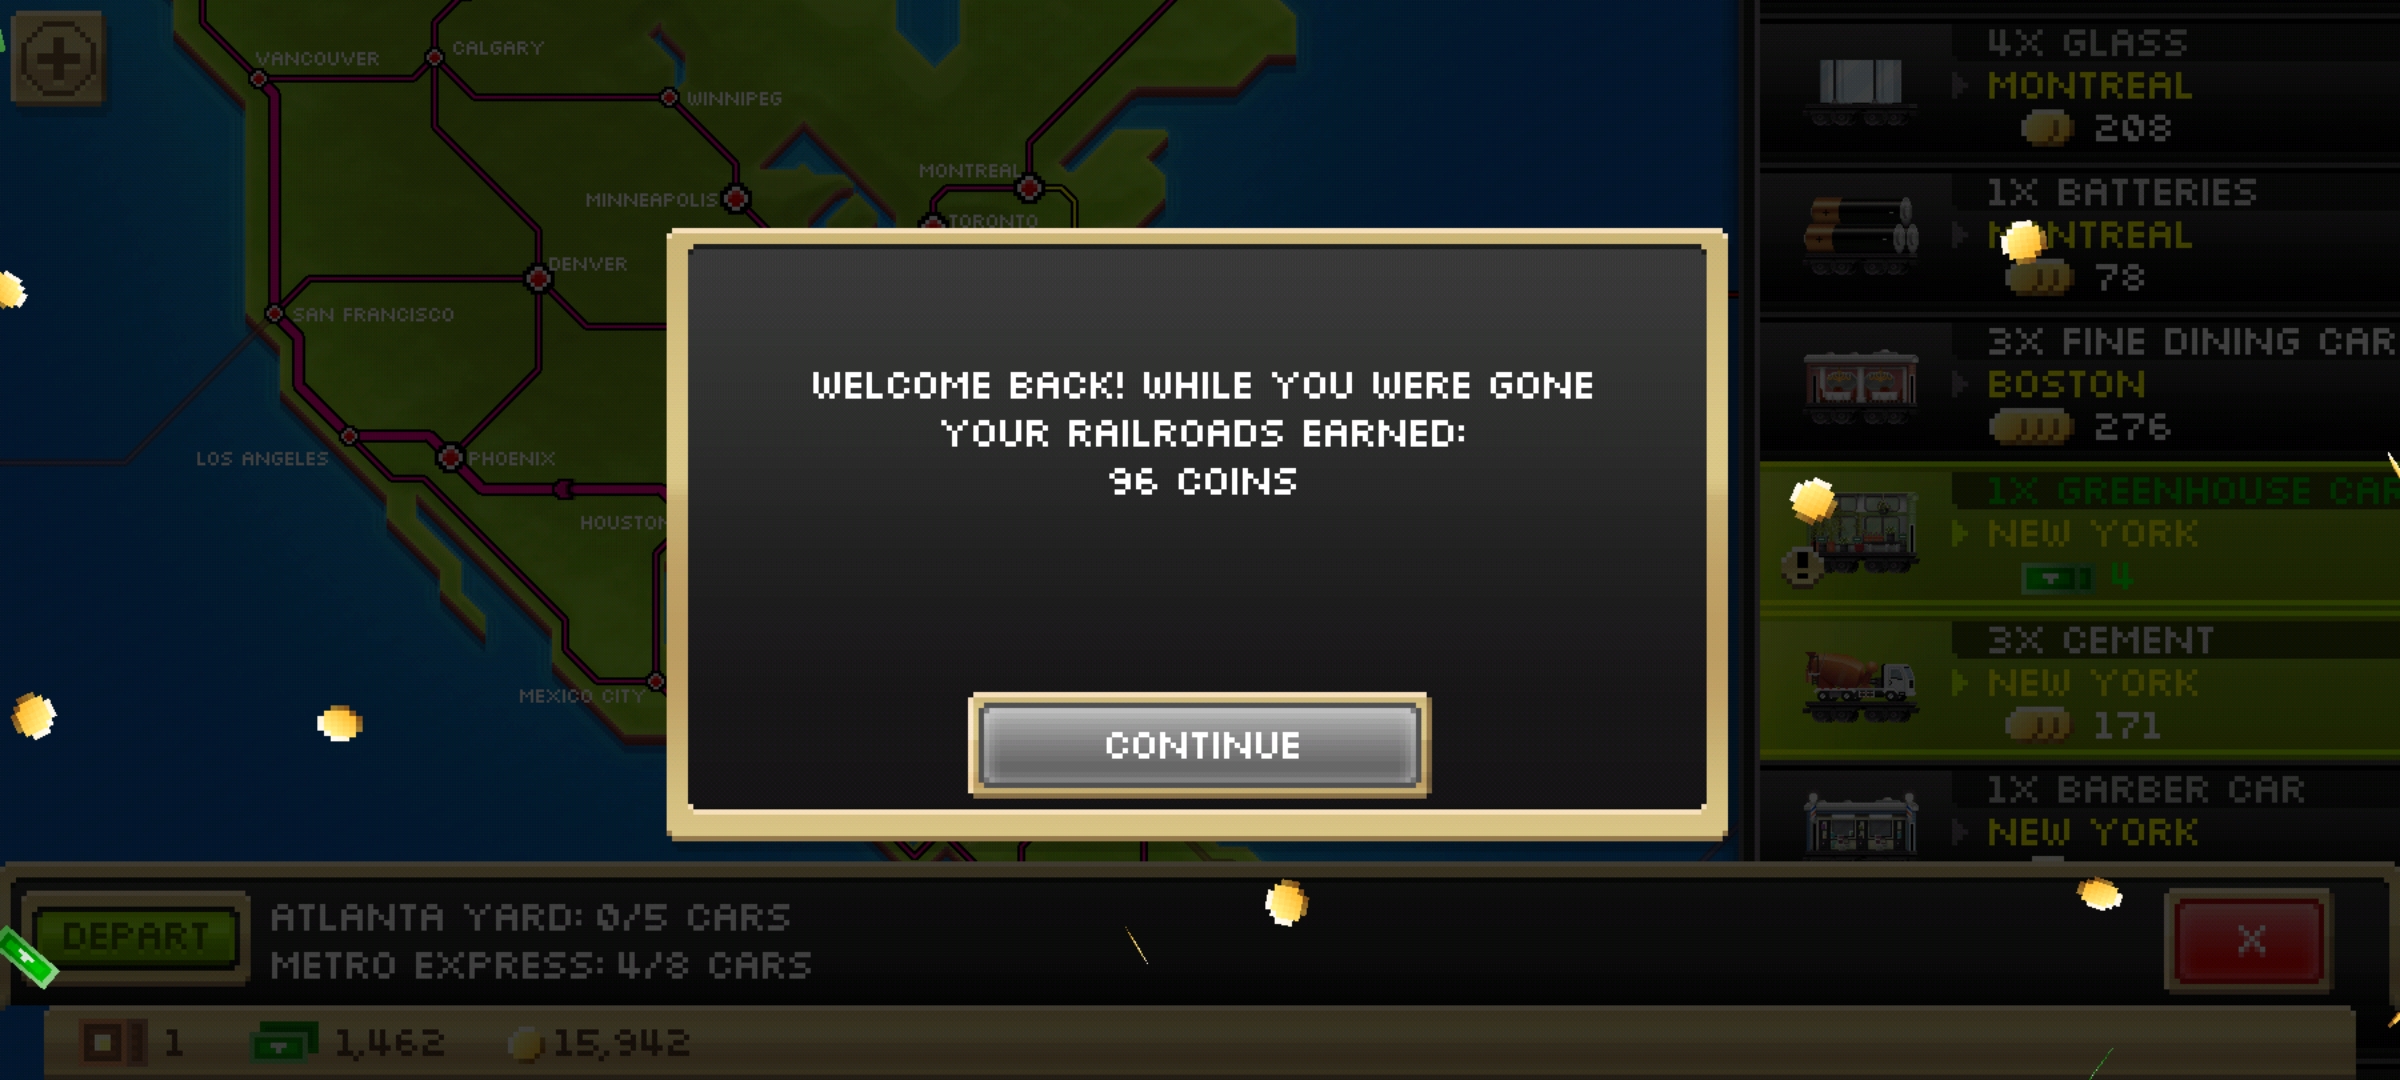 VANCOUVER
CALGARY
WINNIPEG
MINNEAPOLIS
MONTREAL
TORONTO
DENVER
SAN FRANCISCO
LOS ANGELES
PHOENIX
HOUSTON
MEXICO CITY
WELCOME BACK! WHILE YOU WERE GONE
YOUR RAILROADS EARNED:
96 COINS
CONTINUE
4X GLASS
MONTREAL
208
1X BATTERIES
MONTREAL
78
3X FINE DINING CAR
BOSTON
276
1X GREENHOUSE CAR
NEW YORK
4
3X CEMENT
NEW YORK
171
1X BARBER CAR
NEW YORK
DEPART
ATLANTA YARD: 0/5 CARS
METRO EXPRESS: 4/8 CARS
X
1
1,462
15,942